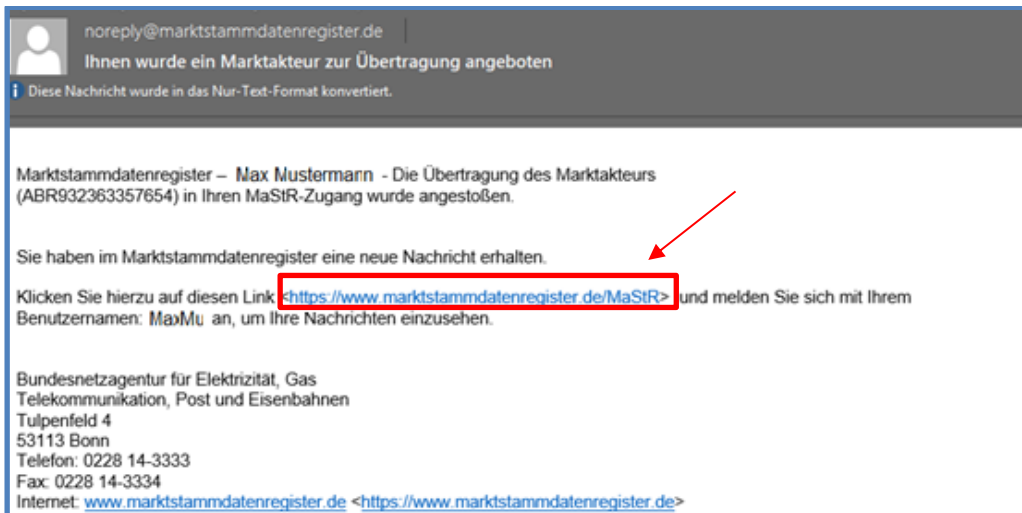 noreply@marktstammdatenregister.de
Ihnen wurde ein Marktakteur zur Übertragung angeboten
Diese Nachricht wurde in das Nur-Text-Format konvertiert.
Marktstammdatenregister – Max Mustermann - Die Übertragung des Marktakteurs
(ABR932363357654) in Ihren MaStR-Zugang wurde angestoßen.
Sie haben im Marktstammdatenregister eine neue Nachricht erhalten.
Klicken Sie hierzu auf diesen Link <https://www.marktstammdatenregister.de/MaStR> und melden Sie sich mit Ihrem
Benutzernamen: MaxMu an, um Ihre Nachrichten einzusehen.
Bundesnetzagentur für Elektrizität, Gas
Telekommunikation, Post und Eisenbahnen
Tulpenfeld 4
53113 Bonn
Telefon: 0228 14-3333
Fax: 0228 14-3334
Internet: www.marktstammdatenregister.de <https://www.marktstammdatenregister.de>